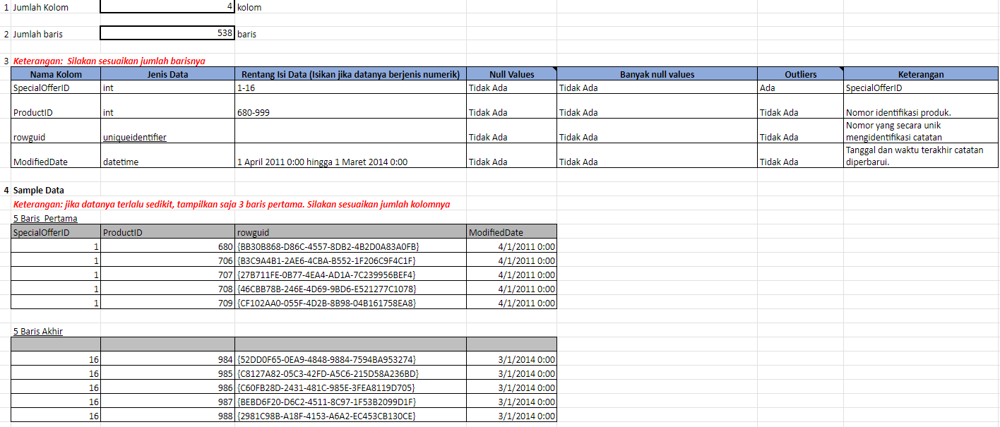 1 Jumlah Kolom 4 kolom
2 Jumlah baris 538 baris
3 Keterangan: Silakan sesuaikan jumlah barisnya
Nama Kolom Jenis Data Rentang Isi Data (Isikan jika datanya berjenis numerik) Null Values Banyak null values Outliers Keterangan
SpecialOfferID int 1-16 Tidak Ada Tidak Ada Ada SpecialOfferID
ProductID int 680-999 Tidak Ada Tidak Ada Tidak Ada Nomor identifikasi produk.
Nomor yang secara unik
rowguid uniqueidentifier Tidak Ada Tidak Ada Tidak Ada mengidentifikasi catatan
Tanggal dan waktu terakhir catatan
ModifiedDate datetime 1 April 2011 0:00 hingga 1 Maret 2014 0:00 Tidak Ada Tidak Ada Tidak Ada diperbarui.
4 Sample Data
Keterangan: jika datanya terlalu sedikit, tampilkan saja 3 baris pertama. Silakan sesuaikan jumlah kolomnya
5 Baris Pertama
SpecialOfferID ProductID rowguid ModifiedDate
1 680 {BB30B868-D86C-4557-8DB2-4B2D0A83A0FB} 4/1/2011 0:00
1 706 {B3C9A4B1-2AE6-4CBA-B552-1F206C9F4C1F} 4/1/2011 0:00
1 707 {27B711FE-0B77-4EA4-AD1A-7C239956BEF4} 4/1/2011 0:00
1 708 {46CBB78B-246E-4D69-9BD6-E521277C1078} 4/1/2011 0:00
1 709 {CF102AA0-055F-4D2B-8B98-04B161758EA8} 4/1/2011 0:00
5 Baris Akhir
16 984 {52DD0F65-0EA9-4848-9884-7594BA953274} 3/1/2014 0:00
16 985 {C8127A82-05C3-42FD-A5C6-215D58A236BD} 3/1/2014 0:00
16 986 {C60FB28D-2431-481C-985E-3FEA8119D705} 3/1/2014 0:00
16 987 {BEBD6F20-D6C2-4511-8C97-1F53B2099D1F} 3/1/2014 0:00
16 988 {2981C98B-A18F-4153-A6A2-EC453CB130CE} 3/1/2014 0:00